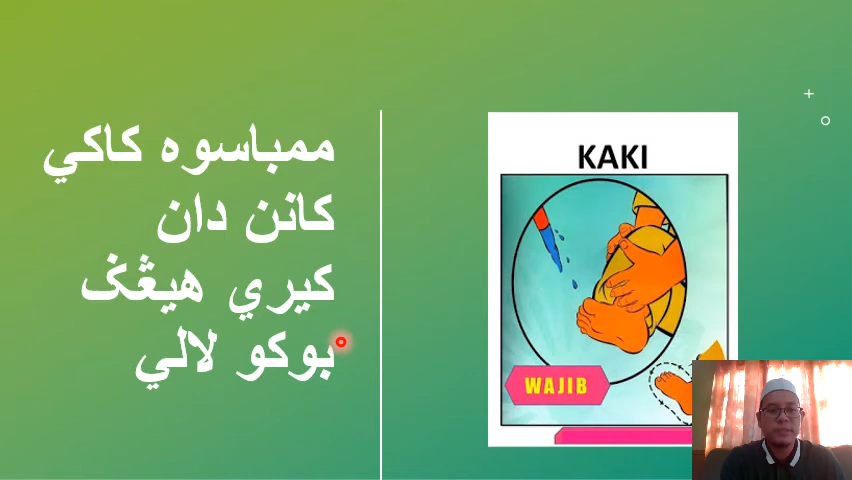 ممباسوه كاكي
كانن دان
كيري هيڠݢ
بوكو لالي
KAKI
WAJIB